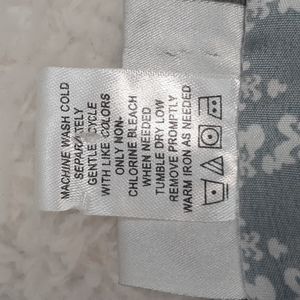 MACHINE WASH COLD
SEPARATELY
GENTLE CYCLE
WITH LIKE COLORS
ONLY NON-
CHLORINE BLEACH
WHEN NEEDED
TUMBLE DRY LOW
REMOVE PROMPTLY
WARM IRON AS NEEDED